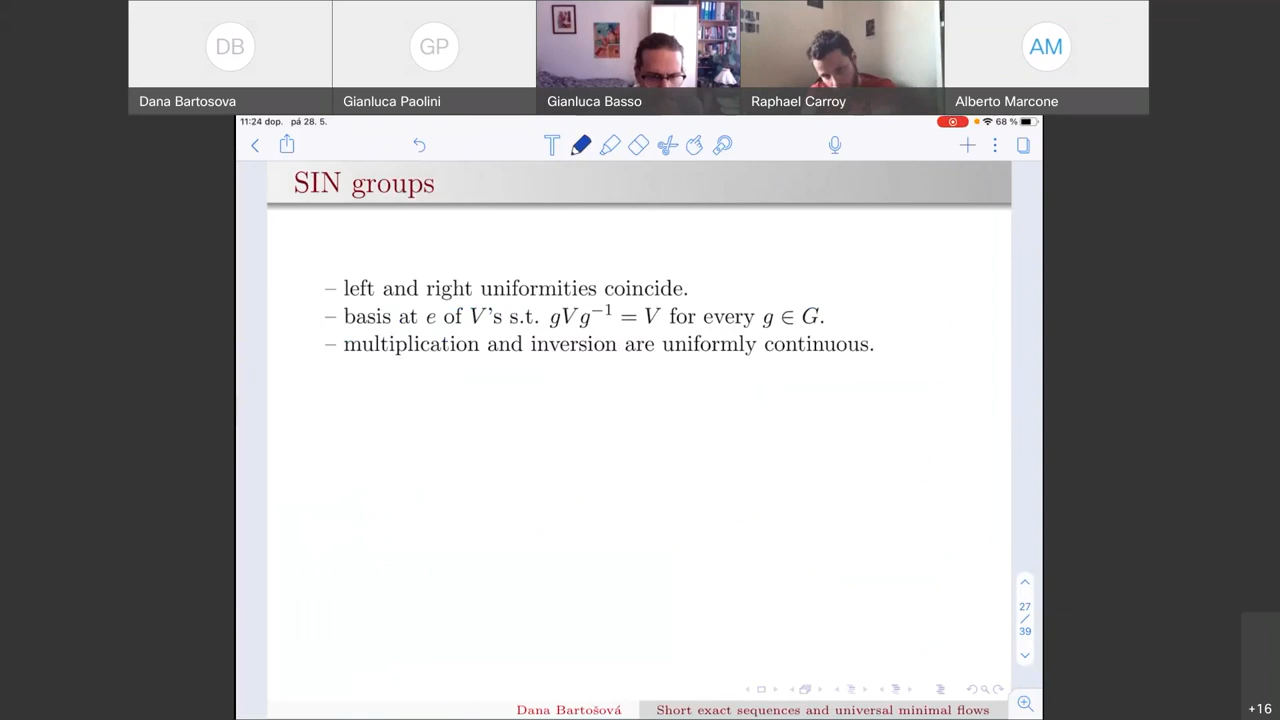 DB
GP
AM
Dana Bartosova
Gianluca Paolini
Gianluca Basso
Raphael Carroy
Alberto Marcone
11:24 dop. pá 28. 5.
68 %
T
SIN groups
– left and right uniformities coincide.
– basis at e of V's s.t. gVg⁻¹ = V for every g ∈ G.
– multiplication and inversion are uniformly continuous.
27
/
39
Dana Bartošová
Short exact sequences and universal minimal flows
+16